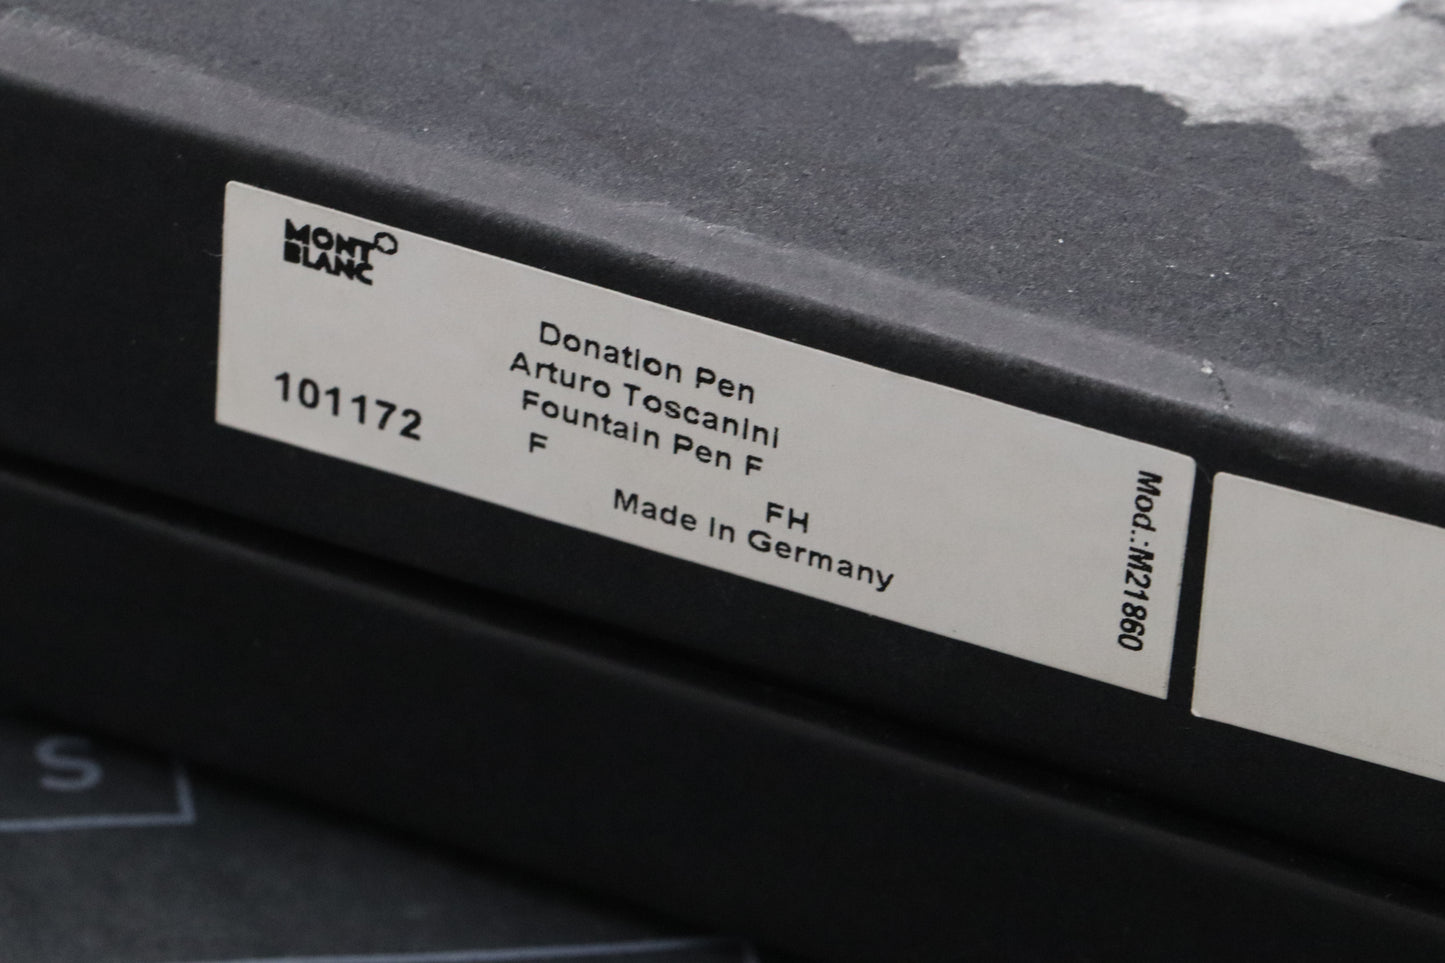 MONT
BLANC
Donation Pen
Arturo Toscanini
Fountain Pen F
F
101172
FH
Made in Germany
Mod.:M21860
S